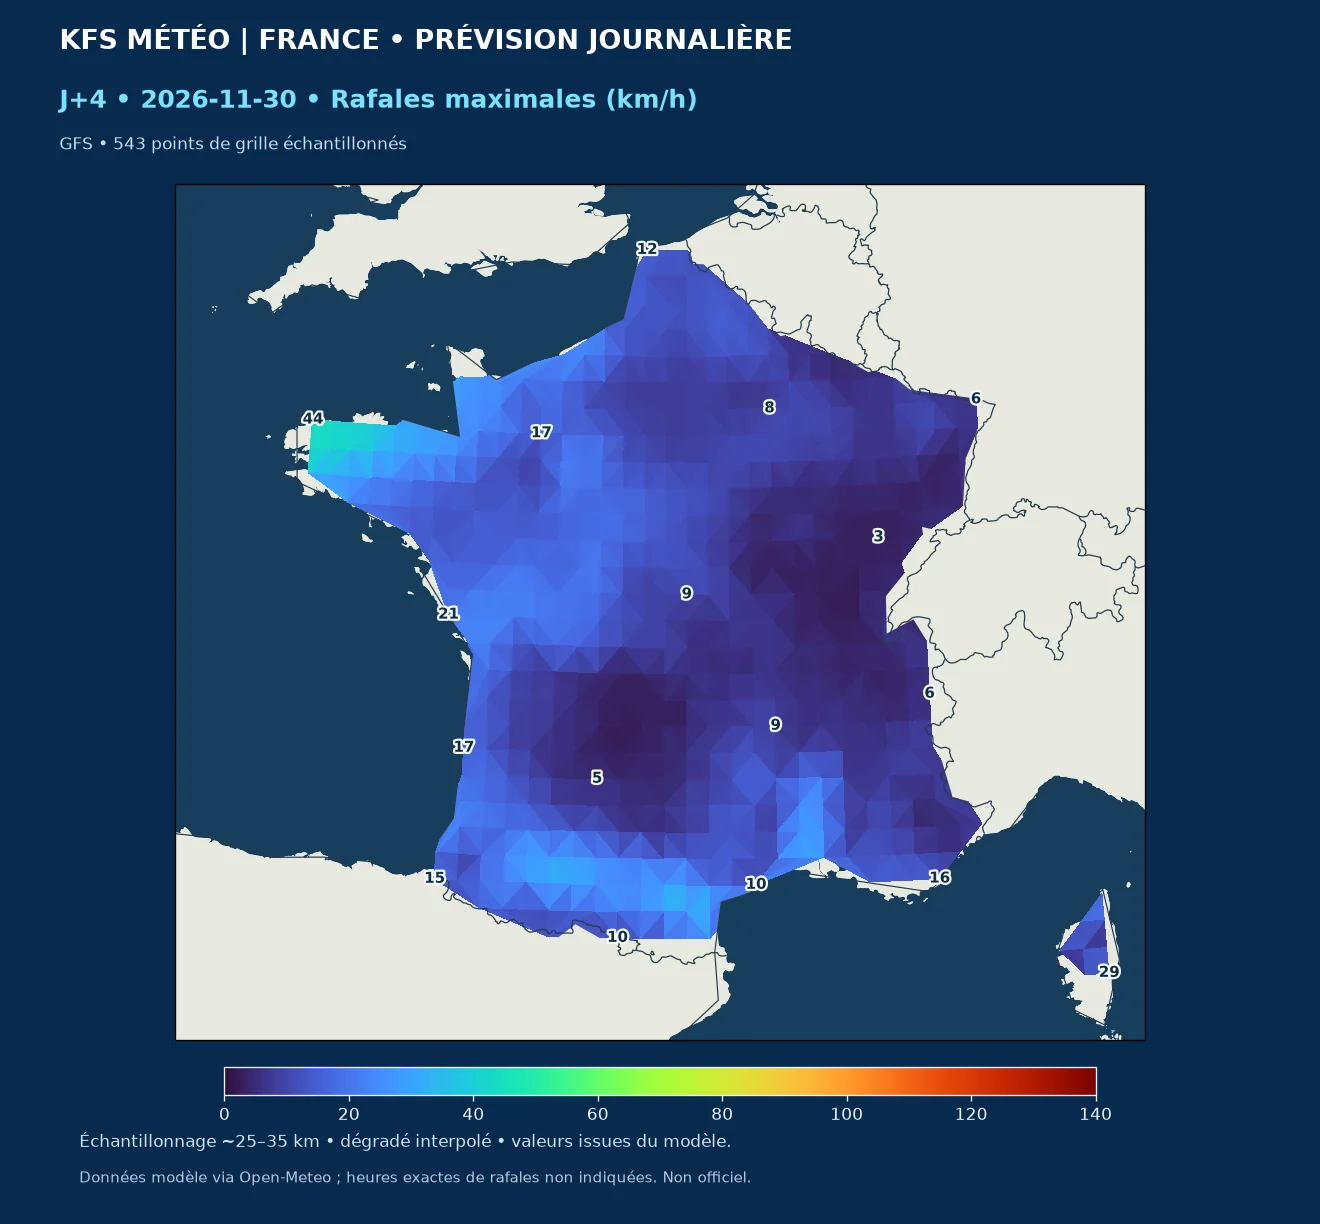 KFS MÉTÉO | FRANCE • PRÉVISION JOURNALIÈRE
J+4 • 2026-11-30 • Rafales maximales (km/h)
GFS • 543 points de grille échantillonnés
12
6
8
44
17
3
9
21
6
9
17
5
15
10
16
10
29
0 20 40 60 80 100 120 140
Échantillonnage ~25–35 km • dégradé interpolé • valeurs issues du modèle.
Données modèle via Open-Meteo ; heures exactes de rafales non indiquées. Non officiel.